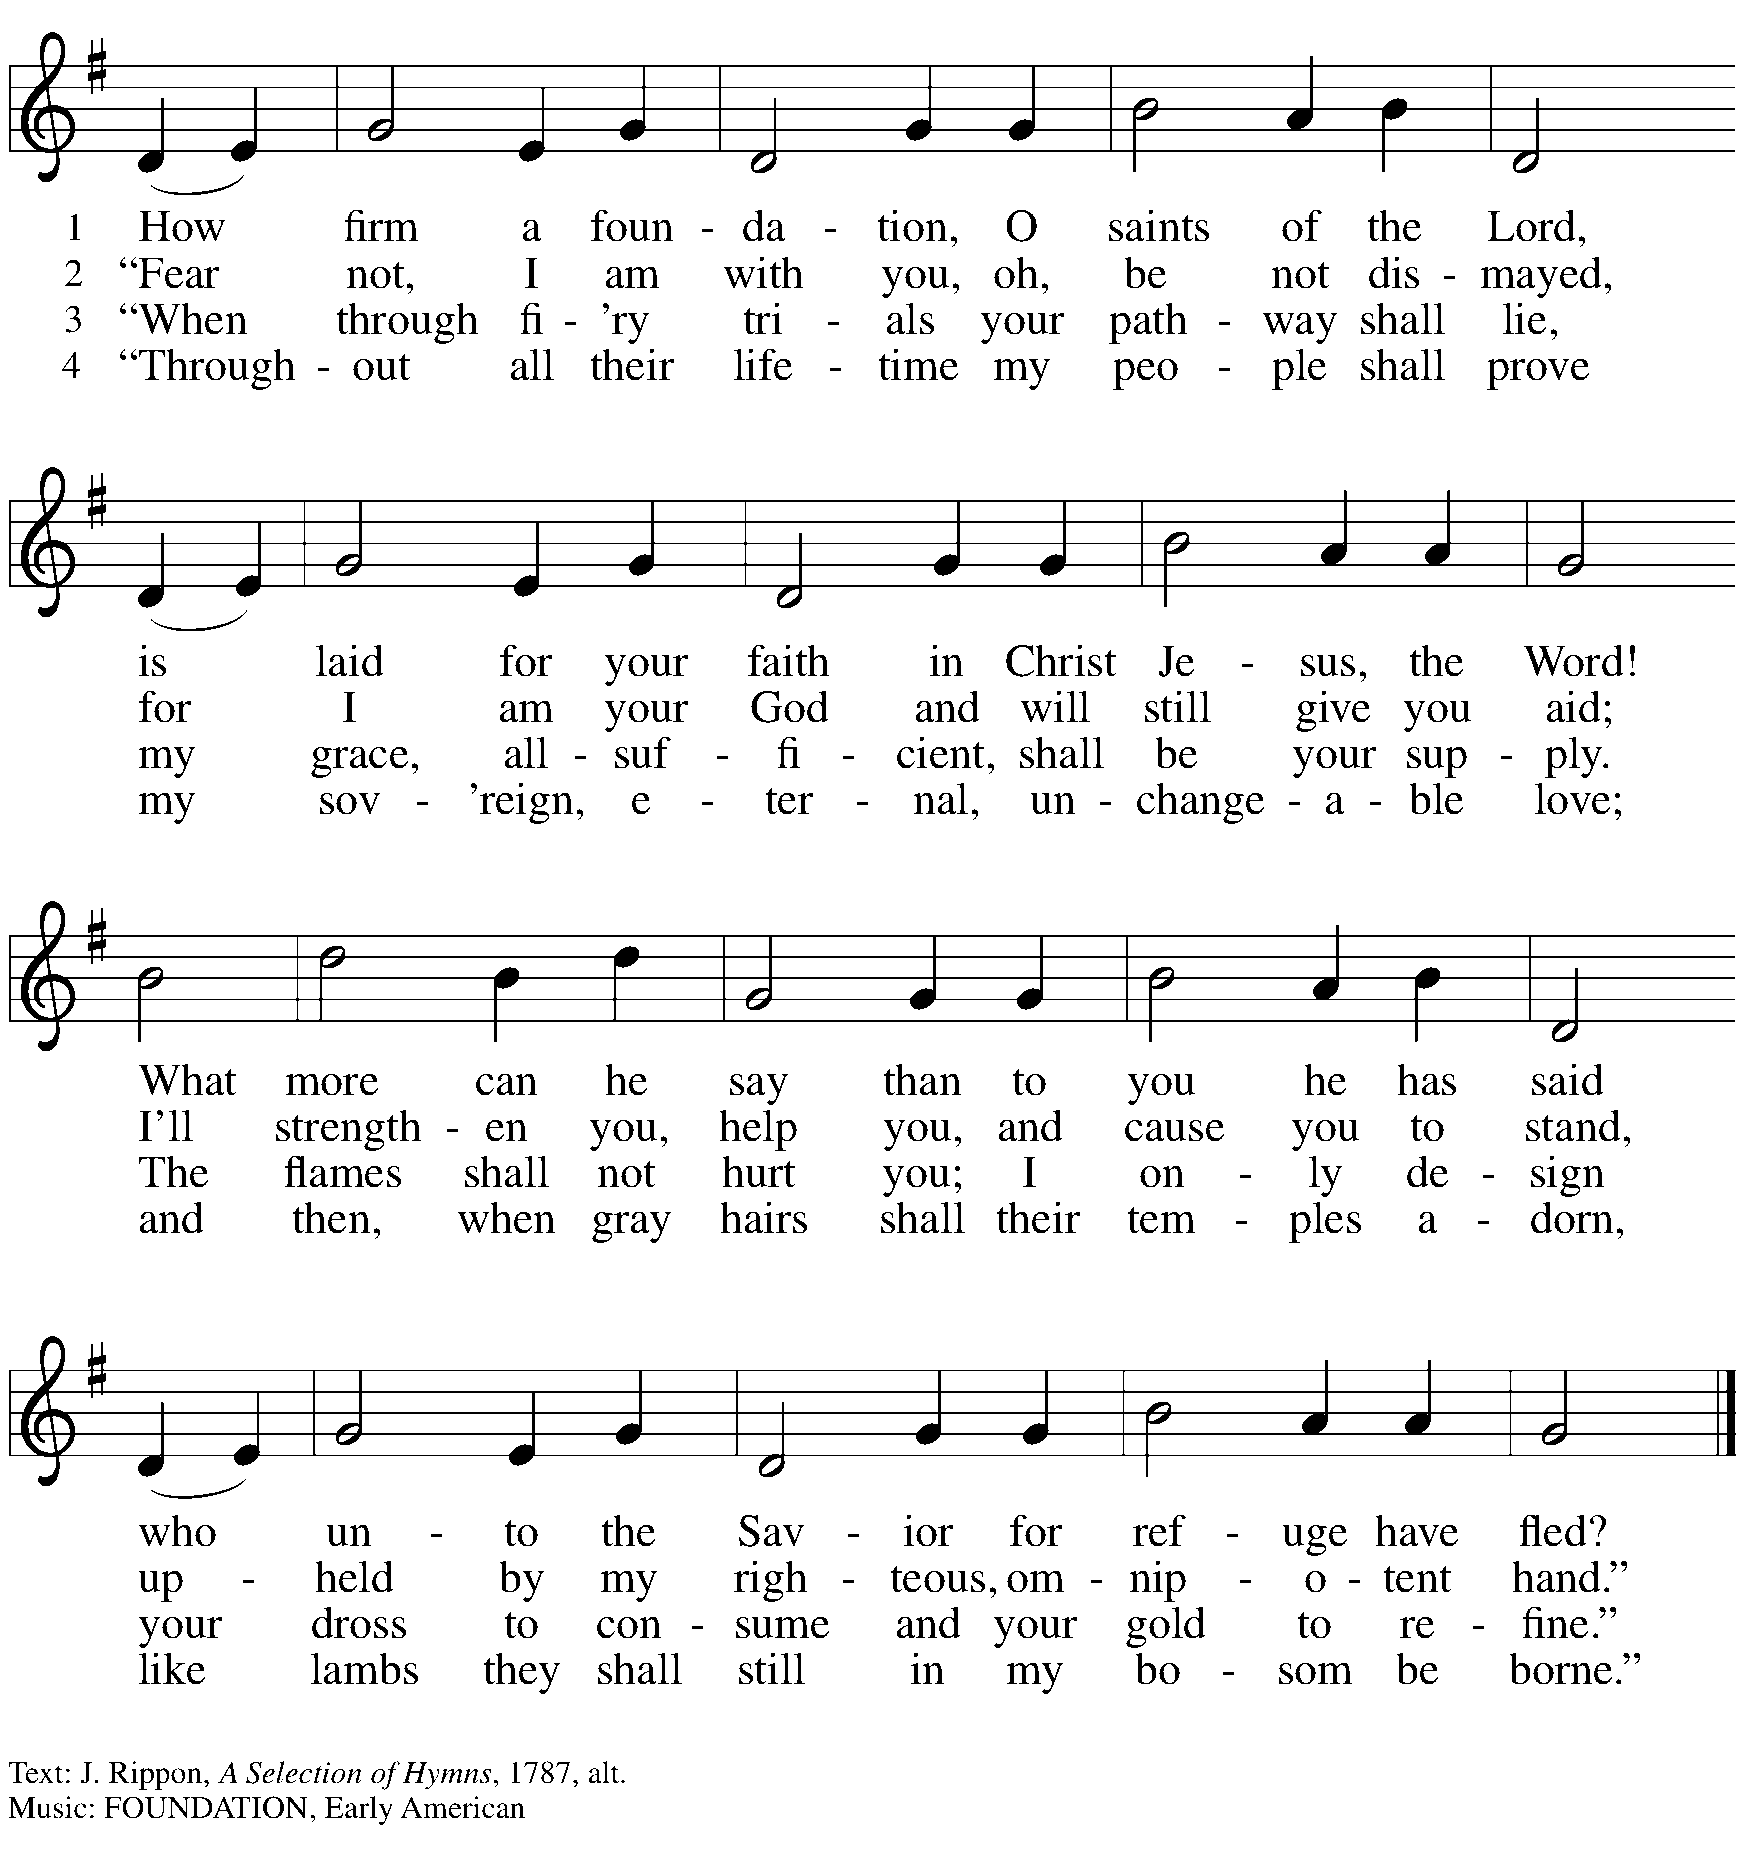 1 How firm a foun - da - tion, O saints of the Lord,
2 “Fear not, I am with you, oh, be not dis - mayed,
3 “When through fi - ’ry tri - als your path - way shall lie,
4 “Through - out all their life - time my peo - ple shall prove
is laid for your faith in Christ Je - sus, the Word!
for I am your God and will still give you aid;
my grace, all - suf - fi - cient, shall be your sup - ply.
my sov - ’reign, e - ter - nal, un - change - a - ble love;
What more can he say than to you he has said
I’ll strength - en you, help you, and cause you to stand,
The flames shall not hurt you; I on - ly de - sign
and then, when gray hairs shall their tem - ples a - dorn,
who un - to the Sav - ior for ref - uge have fled?
up - held by my righ - teous, om - nip - o - tent hand.”
your dross to con - sume and your gold to re - fine.”
like lambs they shall still in my bo - som be borne.”
Text: J. Rippon, A Selection of Hymns, 1787, alt.
Music: FOUNDATION, Early American